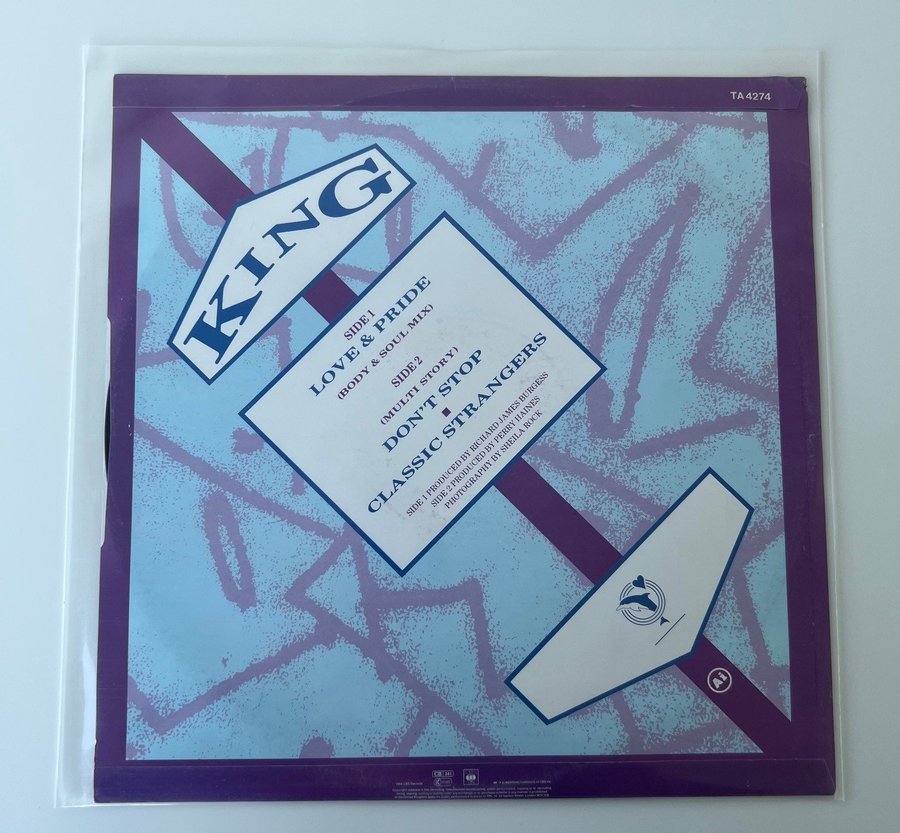 TA 4274
KING
SIDE 1
LOVE & PRIDE
(BODY & SOUL MIX)
SIDE 2
(MULTI STORY)
DON'T STOP
CLASSIC STRANGERS
SIDE 1 PRODUCED BY RICHARD JAMES BURGESS
SIDE 2 PRODUCED BY PERRY HAINES
PHOTOGRAPHY BY SHEILA ROCK